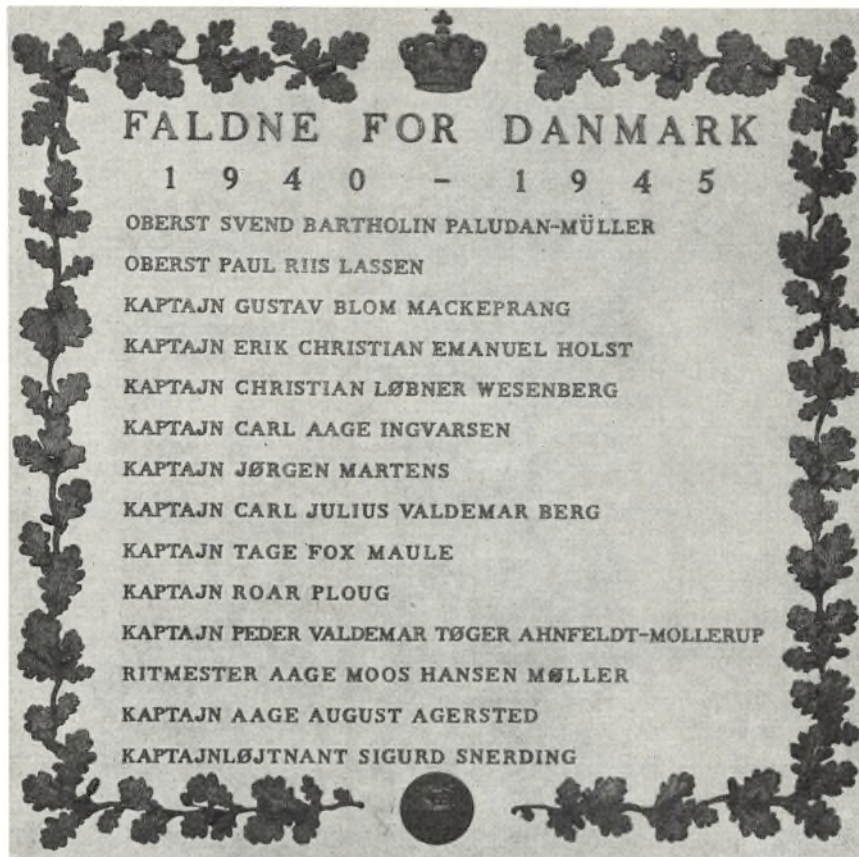 FALDNE FOR DANMARK
1940-1945
OBERST SVEND BARTHOLIN PALUDAN-MÜLLER
OBERST PAUL RIIS LASSEN
KAPTAJN GUSTAV BLOM MACKEPRANG
KAPTAJN ERIK CHRISTIAN EMANUEL HOLST
KAPTAJN CHRISTIAN LØBNER WESENBERG
KAPTAJN CARL AAGE INGVARSEN
KAPTAJN JØRGEN MARTENS
KAPTAJN CARL JULIUS VALDEMAR BERG
KAPTAJN TAGE FOX MAULE
KAPTAJN ROAR PLOUG
KAPTAJN PEDER VALDEMAR TØGER AHNFELDT-MOLLERUP
RITMESTER AAGE MOOS HANSEN MØLLER
KAPTAJN AAGE AUGUST AGERSTED
KAPTAJNLØJTNANT SIGURD SNERDING